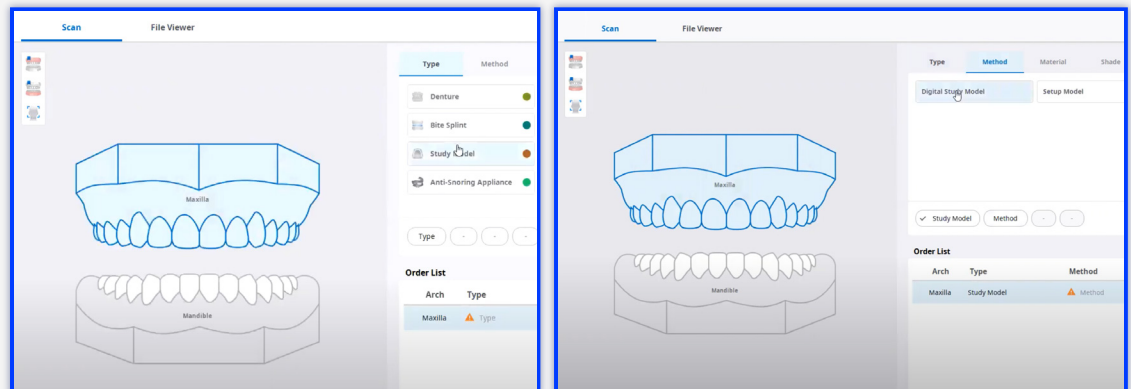 Scan File Viewer
Type Method
Denture
Bite Splint
Study Model
Anti-Snoring Appliance
Maxilla
Type - - -
Mandible
Order List
Arch Type
Maxilla Type
Scan File Viewer
Type Method Material Shade
Digital Study Model Setup Model
Maxilla
Study Model Method - -
Mandible
Order List
Arch Type Method
Maxilla Study Model Method